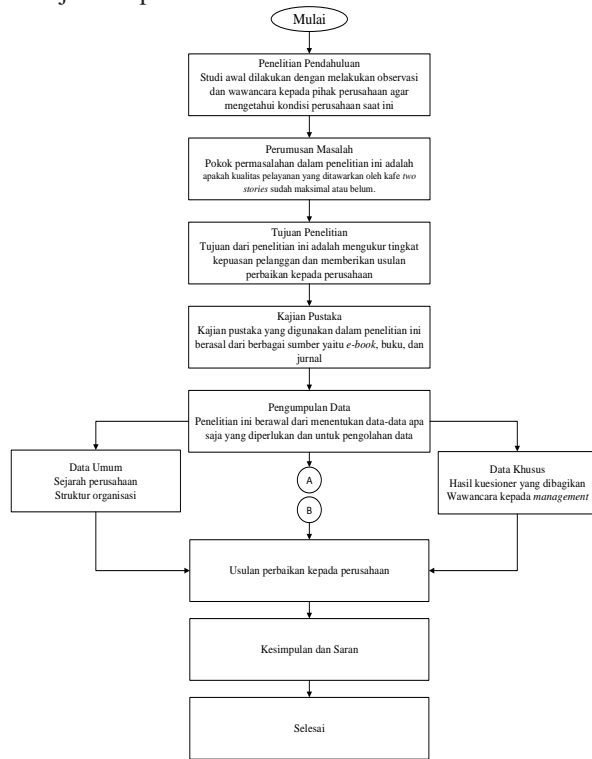 Mulai
Penelitian Pendahuluan
Studi awal dilakukan dengan melakukan observasi
dan wawancara kepada pihak perusahaan agar
mengetahui kondisi perusahaan saat ini
Perumusan Masalah
Pokok permasalahan dalam penelitian ini adalah
apakah kualitas pelayanan yang ditawarkan oleh kafe two
stories sudah maksimal atau belum.
Tujuan Penelitian
Tujuan dari penelitian ini adalah mengukur tingkat
kepuasan pelanggan dan memberikan usulan
perbaikan kepada perusahaan
Kajian Pustaka
Kajian pustaka yang digunakan dalam penelitian ini
berasal dari berbagai sumber yaitu e-book, buku, dan
jurnal
Pengumpulan Data
Penelitian ini berawal dari menentukan data-data apa
saja yang diperlukan dan untuk pengolahan data
Data Umum
Sejarah perusahaan
Struktur organisasi
A
B
Data Khusus
Hasil kuesioner yang dibagikan
Wawancara kepada management
Usulan perbaikan kepada perusahaan
Kesimpulan dan Saran
Selesai